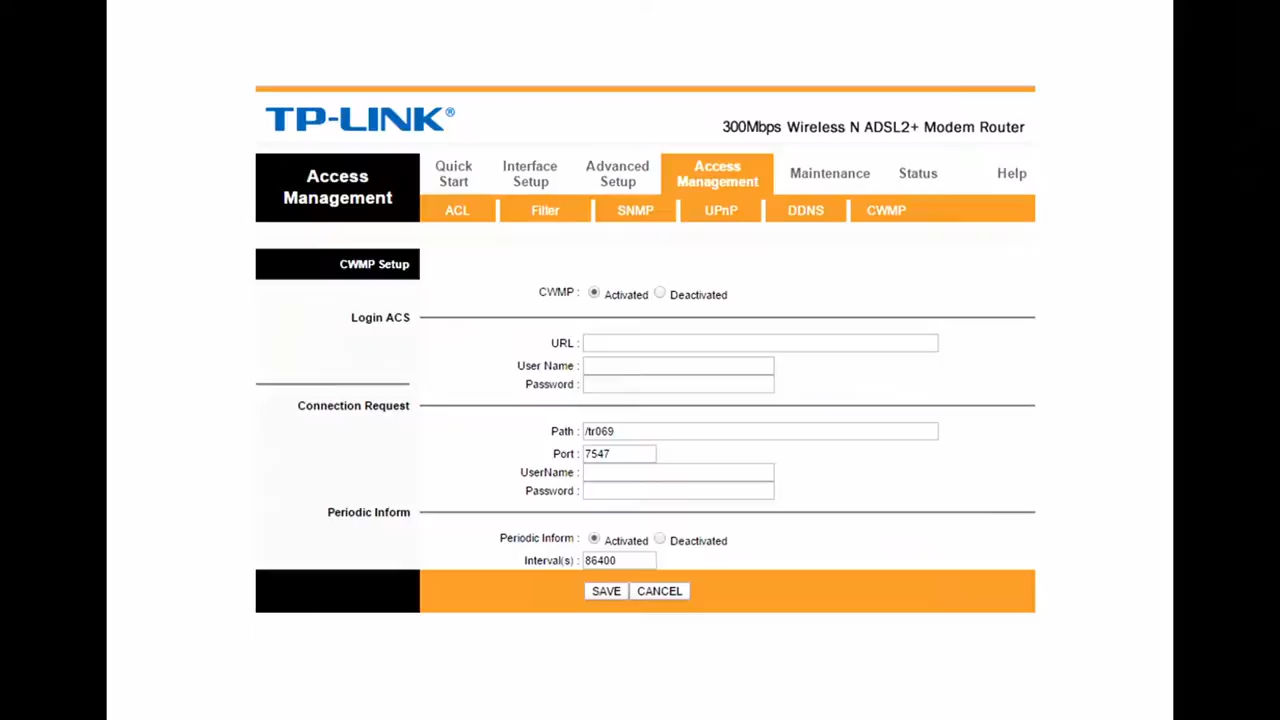 TP-LINK®
300Mbps Wireless N ADSL2+ Modem Router
Access Management
Quick Start
Interface Setup
Advanced Setup
Access Management
Maintenance
Status
Help
ACL
Filter
SNMP
UPnP
DDNS
CWMP
CWMP Setup
CWMP : Activated Deactivated
Login ACS
URL :
User Name :
Password :
Connection Request
Path : /tr069
Port : 7547
UserName :
Password :
Periodic Inform
Periodic Inform : Activated Deactivated
Interval(s) : 86400
SAVE CANCEL